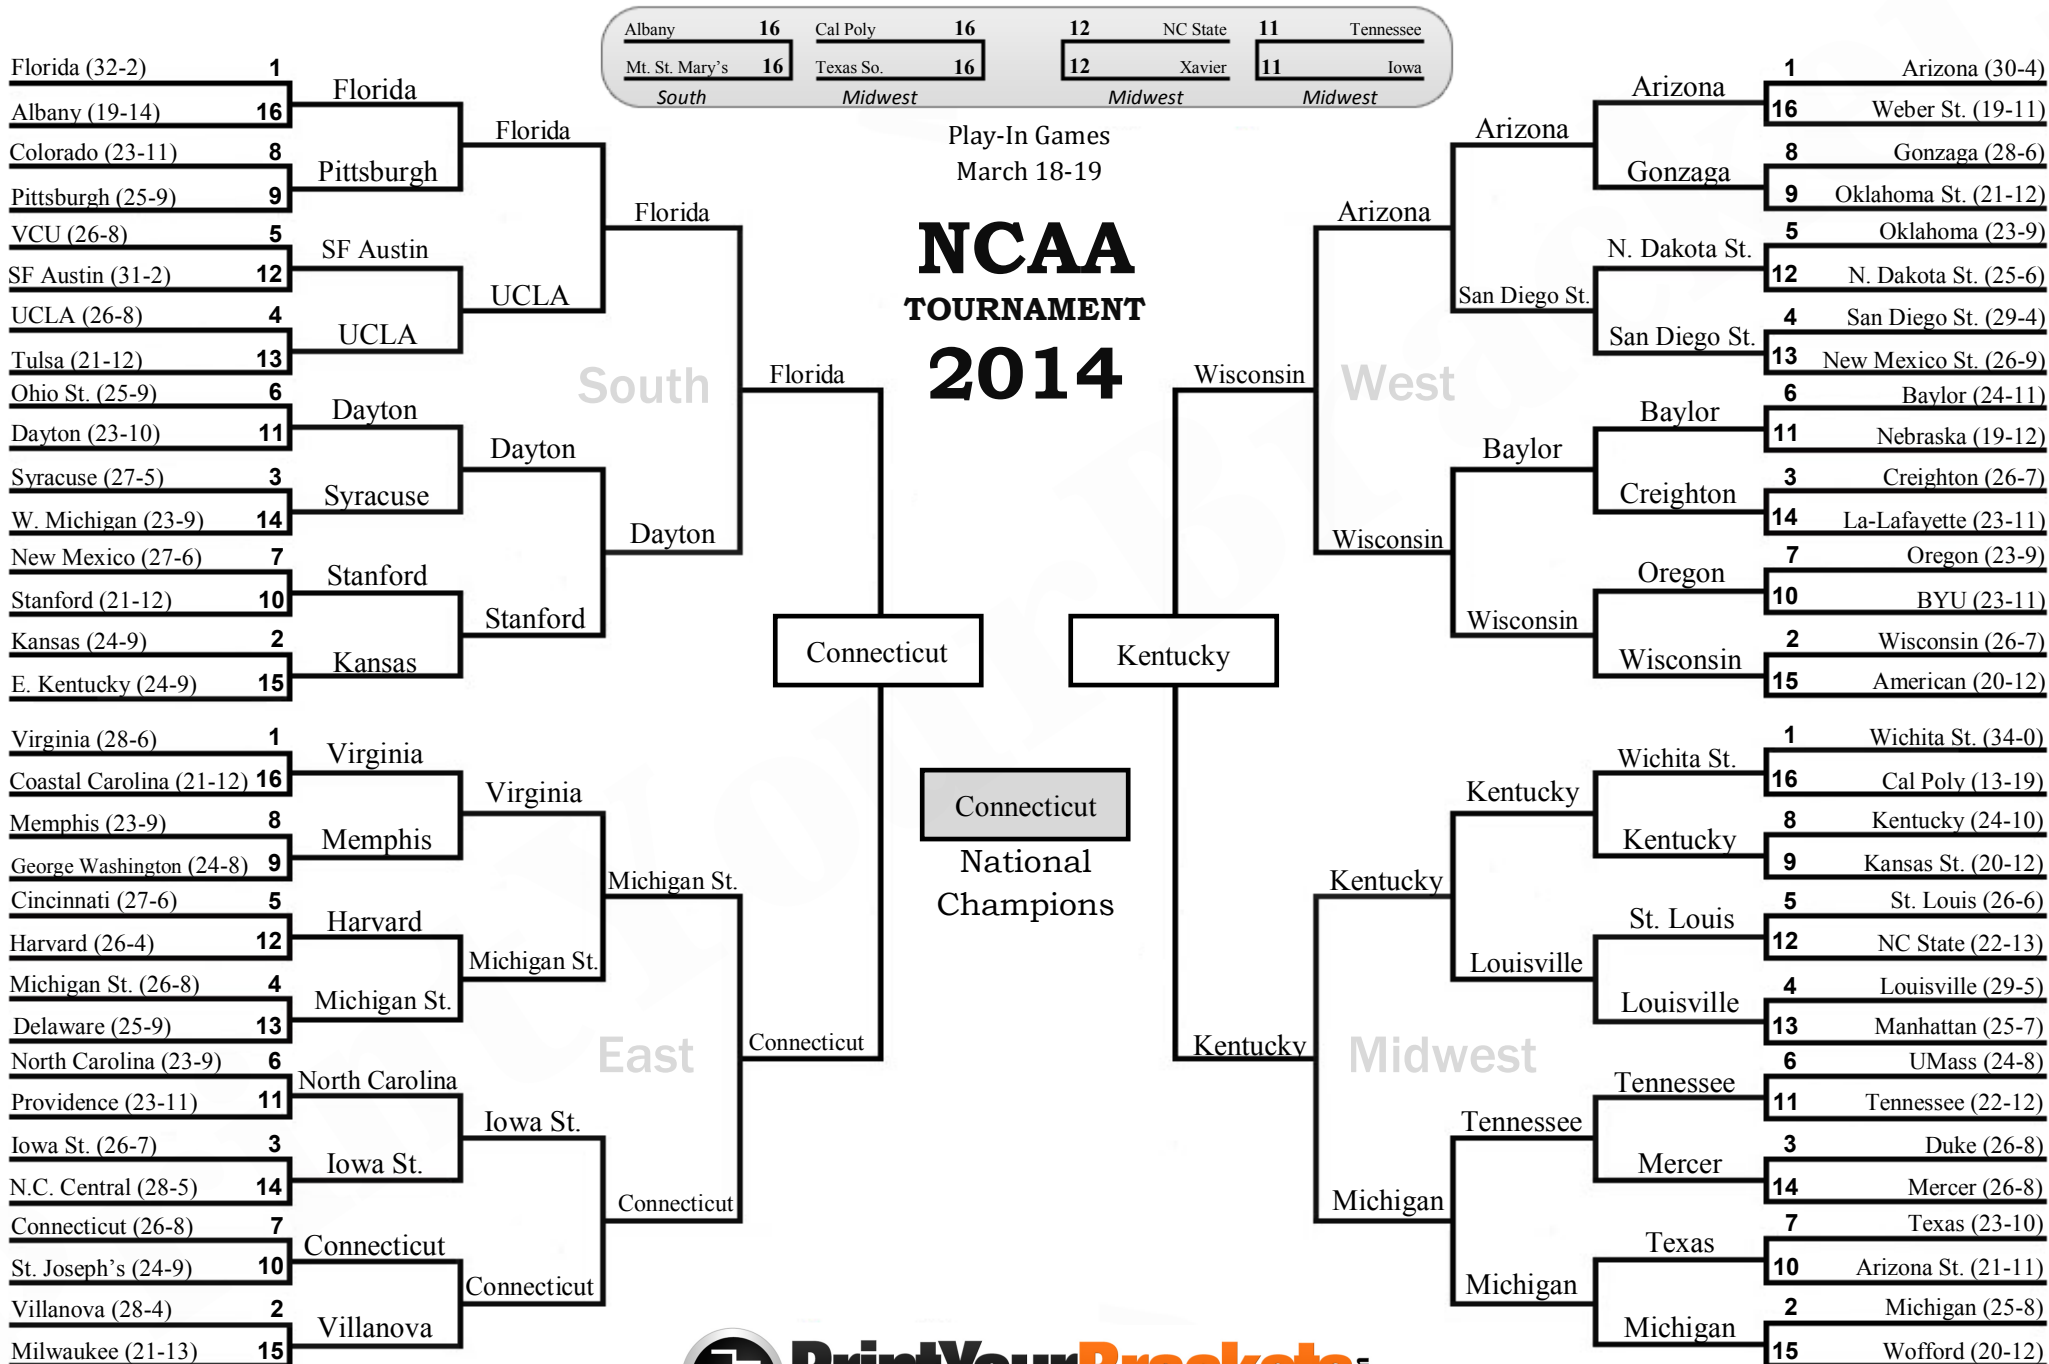 Albany 16 Cal Poly 16 12 NC State 11 Tennessee
Mt. St. Mary's 16 Texas So. 16 12 Xavier 11 Iowa
South Midwest Midwest Midwest
Play-In Games
March 18-19
NCAA
TOURNAMENT
2014
Florida (32-2) 1
Albany (19-14) 16
Colorado (23-11) 8
Pittsburgh (25-9) 9
VCU (26-8) 5
SF Austin (31-2) 12
UCLA (26-8) 4
Tulsa (21-12) 13
Ohio St. (25-9) 6
Dayton (23-10) 11
Syracuse (27-5) 3
W. Michigan (23-9) 14
New Mexico (27-6) 7
Stanford (21-12) 10
Kansas (24-9) 2
E. Kentucky (24-9) 15
Florida
Pittsburgh
SF Austin
UCLA
Dayton
Syracuse
Stanford
Kansas
Florida
UCLA
Dayton
Stanford
Florida
Dayton
South
Florida
Virginia (28-6) 1
Coastal Carolina (21-12) 16
Memphis (23-9) 8
George Washington (24-8) 9
Cincinnati (27-6) 5
Harvard (26-4) 12
Michigan St. (26-8) 4
Delaware (25-9) 13
North Carolina (23-9) 6
Providence (23-11) 11
Iowa St. (26-7) 3
N.C. Central (28-5) 14
Connecticut (26-8) 7
St. Joseph's (24-9) 10
Villanova (28-4) 2
Milwaukee (21-13) 15
Virginia
Memphis
Harvard
Michigan St.
North Carolina
Iowa St.
Connecticut
Villanova
Virginia
Michigan St.
Iowa St.
Connecticut
Michigan St.
Connecticut
East
Connecticut
Connecticut
Kentucky
Connecticut
National
Champions
Wisconsin
West
Arizona
Wisconsin
Arizona
San Diego St.
Baylor
Wisconsin
Arizona
Gonzaga
N. Dakota St.
San Diego St.
Baylor
Creighton
Oregon
Wisconsin
1 Arizona (30-4)
16 Weber St. (19-11)
8 Gonzaga (28-6)
9 Oklahoma St. (21-12)
5 Oklahoma (23-9)
12 N. Dakota St. (25-6)
4 San Diego St. (29-4)
13 New Mexico St. (26-9)
6 Baylor (24-11)
11 Nebraska (19-12)
3 Creighton (26-7)
14 La-Lafayette (23-11)
7 Oregon (23-9)
10 BYU (23-11)
2 Wisconsin (26-7)
15 American (20-12)
Kentucky
Midwest
Kentucky
Michigan
Kentucky
Louisville
Tennessee
Michigan
Wichita St.
Kentucky
St. Louis
Louisville
Tennessee
Mercer
Texas
Michigan
1 Wichita St. (34-0)
16 Cal Poly (13-19)
8 Kentucky (24-10)
9 Kansas St. (20-12)
5 St. Louis (26-6)
12 NC State (22-13)
4 Louisville (29-5)
13 Manhattan (25-7)
6 UMass (24-8)
11 Tennessee (22-12)
3 Duke (26-8)
14 Mercer (26-8)
7 Texas (23-10)
10 Arizona St. (21-11)
2 Michigan (25-8)
15 Wofford (20-12)
PrintYourBrackets